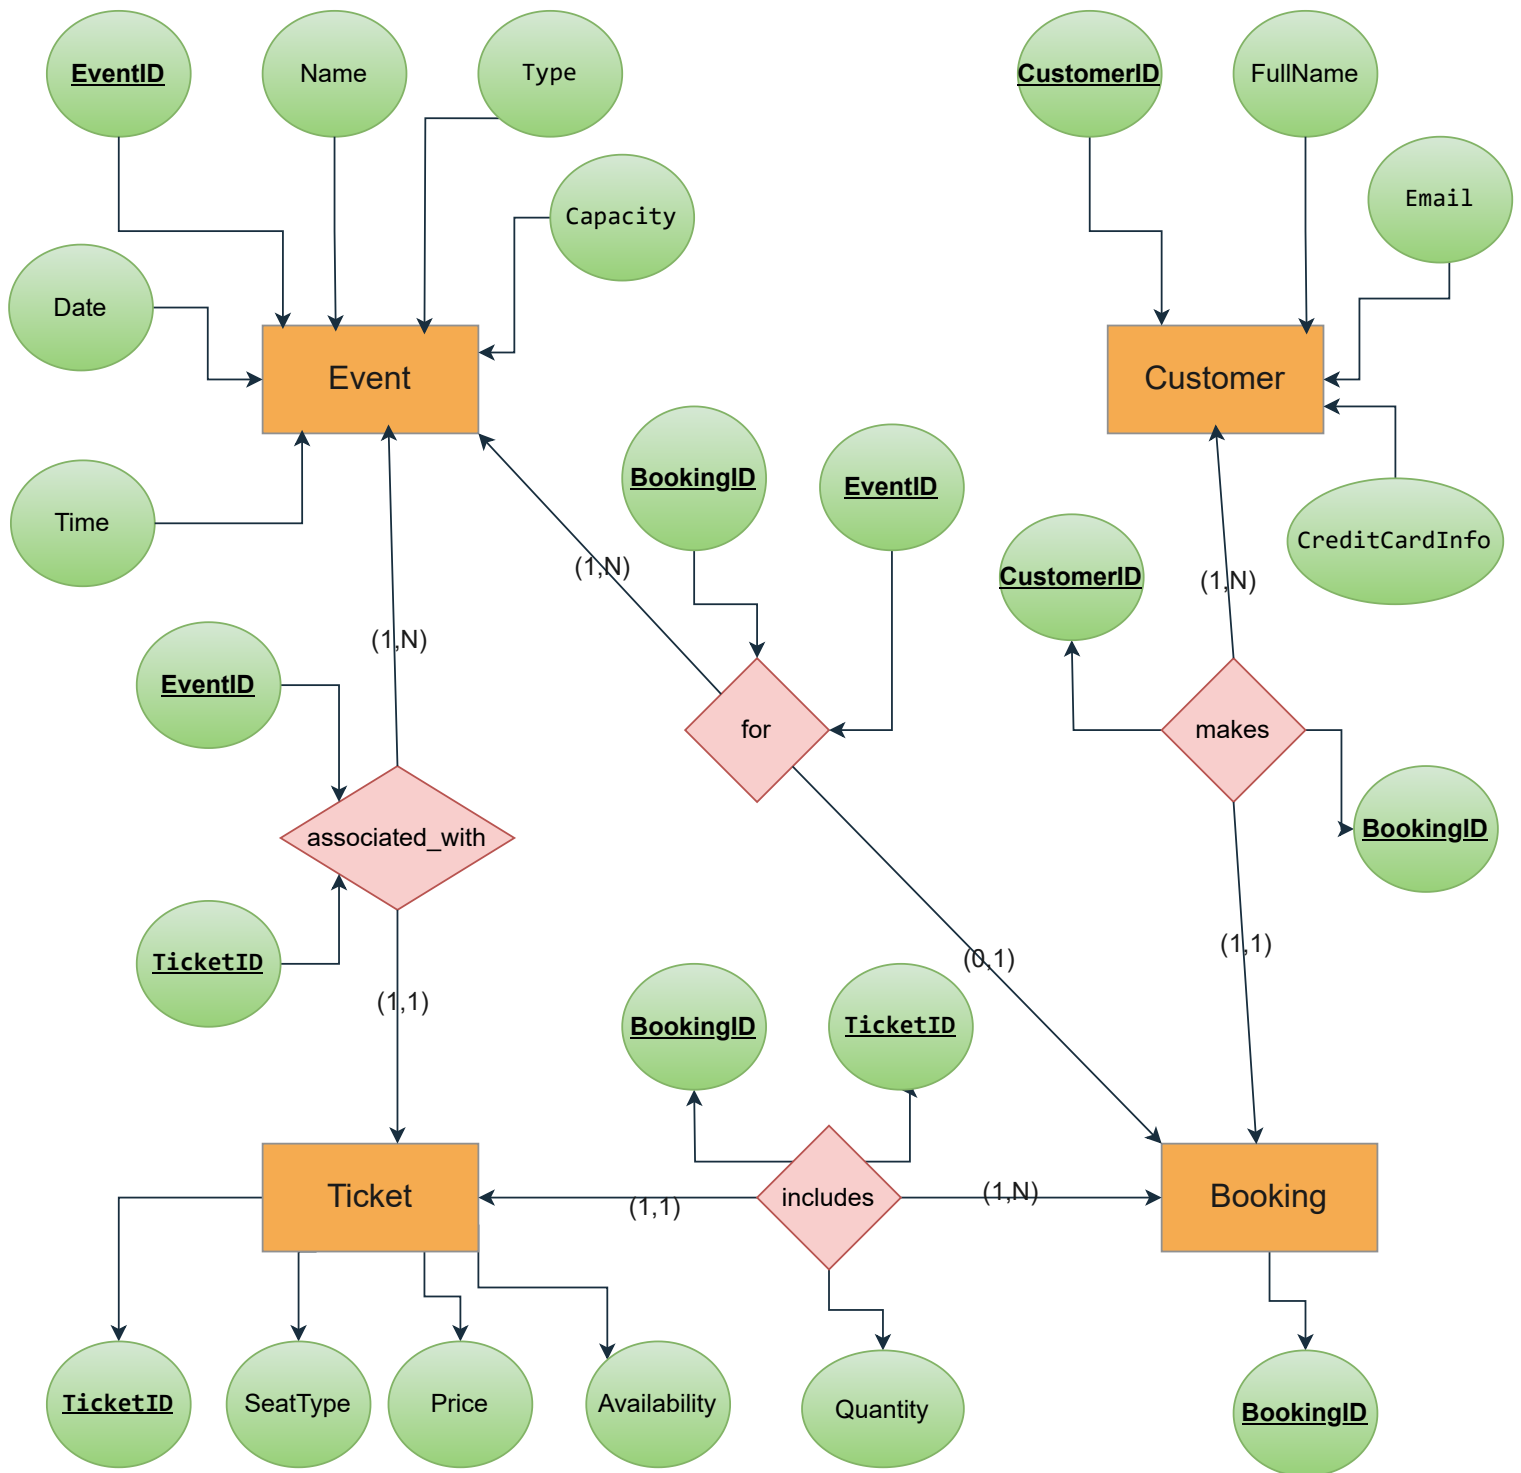 EventID
Name
Type
CustomerID
FullName
Email
Capacity
Date
Event
Customer
BookingID
EventID
Time
CreditCardInfo
(1,N)
CustomerID
(1,N)
(1,N)
EventID
for
makes
associated_with
BookingID
TicketID
(1,1)
(0,1)
(1,1)
BookingID
TicketID
Ticket
(1,1)
includes
(1,N)
Booking
TicketID
SeatType
Price
Availability
Quantity
BookingID